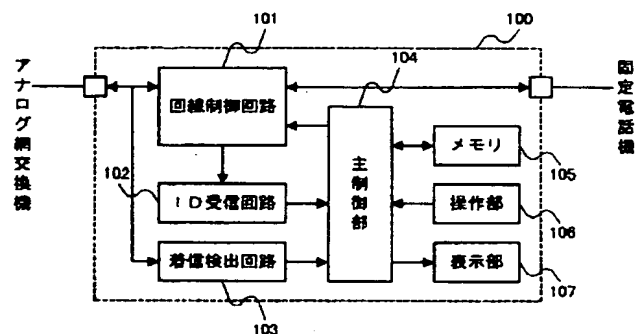 101
100
104
アナログ網交換機
回線制御回路
固定電話機
主制御部
メモリ
105
102
ID受信回路
操作部
106
着信検出回路
表示部
107
103